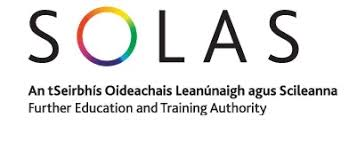 SOLAS
An tSeirbhís Oideachais Leanúnaigh agus Scileanna
Further Education and Training Authority